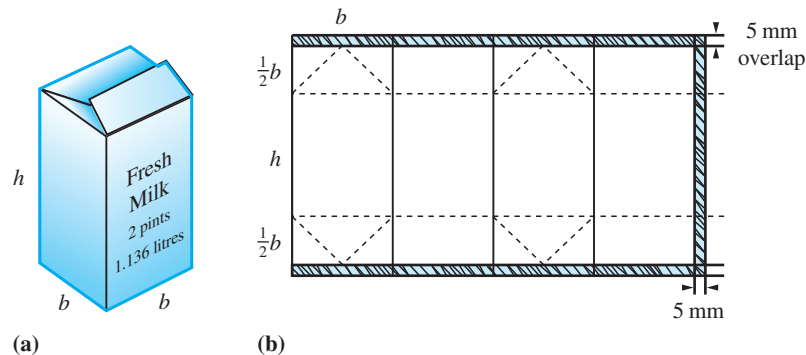 h
Fresh
Milk
2 pints
1.136 litres
b
b
(a)
b
½b
h
½b
5 mm
overlap
5 mm
(b)